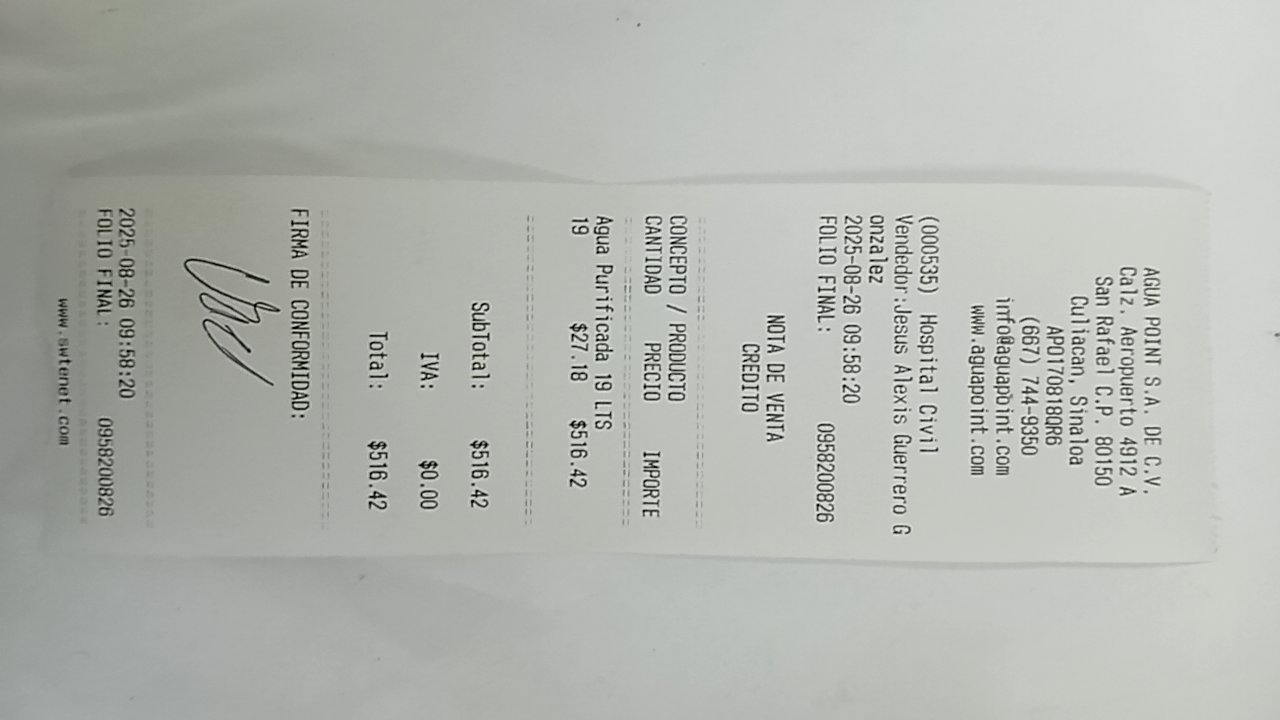 AGUA POINT S.A. DE C.V.
Calz. Aeropuerto 4912 A
San Rafael C.P. 80150
Culiacan, Sinaloa
APO170818QR6
(667) 744-9350
info@aguapoint.com
www.aguapoint.com
(000535) Hospital Civil
Vendedor:Jesus Alexis Guerrero G
onzalez
2025-08-26 09:58:20
FOLIO FINAL: 0958200826
NOTA DE VENTA
CREDITO
CONCEPTO / PRODUCTO
CANTIDAD PRECIO IMPORTE
Agua Purificada 19 LTS
19 $27.18 $516.42
SubTotal: $516.42
IVA: $0.00
Total: $516.42
FIRMA DE CONFORMIDAD:
2025-08-26 09:58:20
FOLIO FINAL: 0958200826
www.swtenet.com